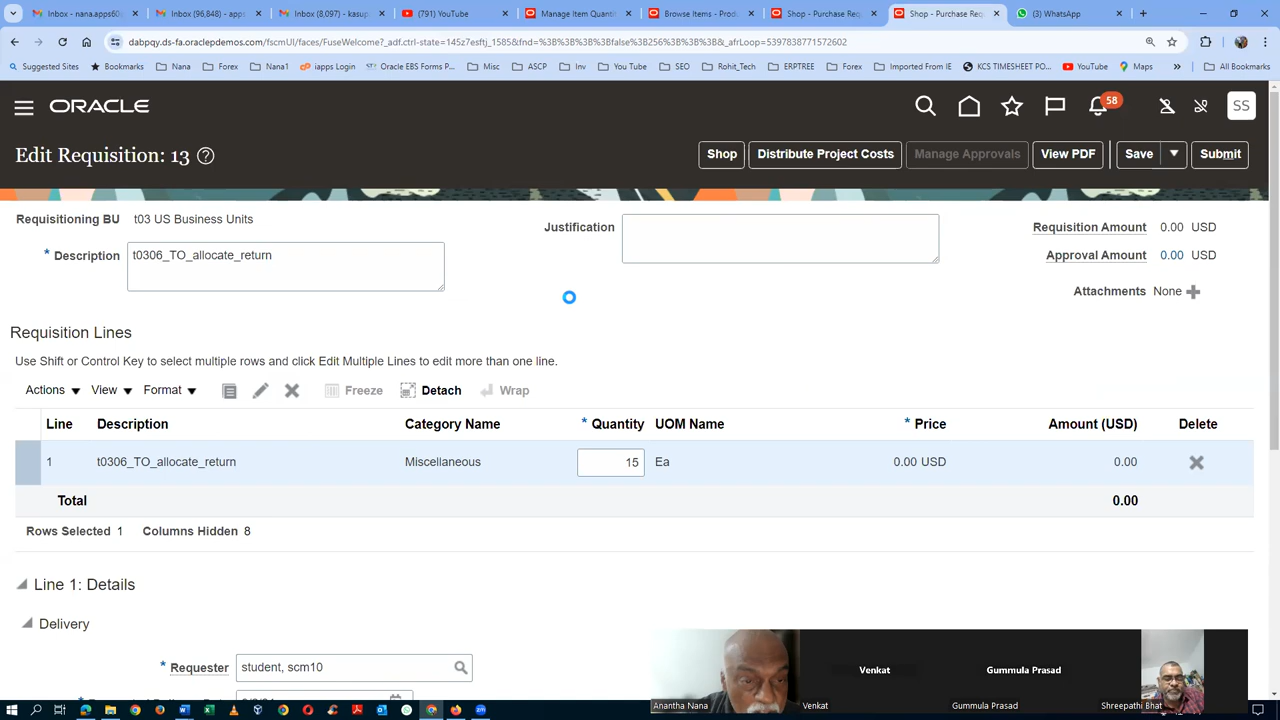 Inbox - nana.apps60
Inbox (96,848) - apps
Inbox (8,097) - kasup
(791) YouTube
Manage Item Quantit
Browse Items - Produ
Shop - Purchase Req
Shop - Purchase Req
(3) WhatsApp
dabpqy.ds-fa.oraclepdemos.com/fscmUI/faces/FuseWelcome?_adf.ctrl-state=145z7esftj_1585&fnd=%3B%3B%3B%3Bfalse%3B256%3B%3B%3B&_afrLoop=5397838771572602
Suggested Sites
Bookmarks
Nana
Forex
Nana1
iapps Login
Oracle EBS Forms P...
Misc
ASCP
Inv
You Tube
SEO
Rohit_Tech
ERPTREE
Forex
Imported From IE
KCS TIMESHEET PO...
YouTube
Maps
All Bookmarks
ORACLE
58
SS
Edit Requisition: 13
Shop
Distribute Project Costs
Manage Approvals
View PDF
Save
Submit
Requisitioning BU t03 US Business Units
* Description t0306_TO_allocate_return
Justification
Requisition Amount 0.00 USD
Approval Amount 0.00 USD
Attachments None
Requisition Lines
Use Shift or Control Key to select multiple rows and click Edit Multiple Lines to edit more than one line.
Actions View Format Freeze Detach Wrap
Line Description Category Name * Quantity UOM Name * Price Amount (USD) Delete
1 t0306_TO_allocate_return Miscellaneous 15 Ea 0.00 USD 0.00
Total 0.00
Rows Selected 1 Columns Hidden 8
Line 1: Details
Delivery
* Requester student, scm10
Venkat
Gummula Prasad
Anantha Nana
Venkat
Gummula Prasad
Shreepathi Bhat